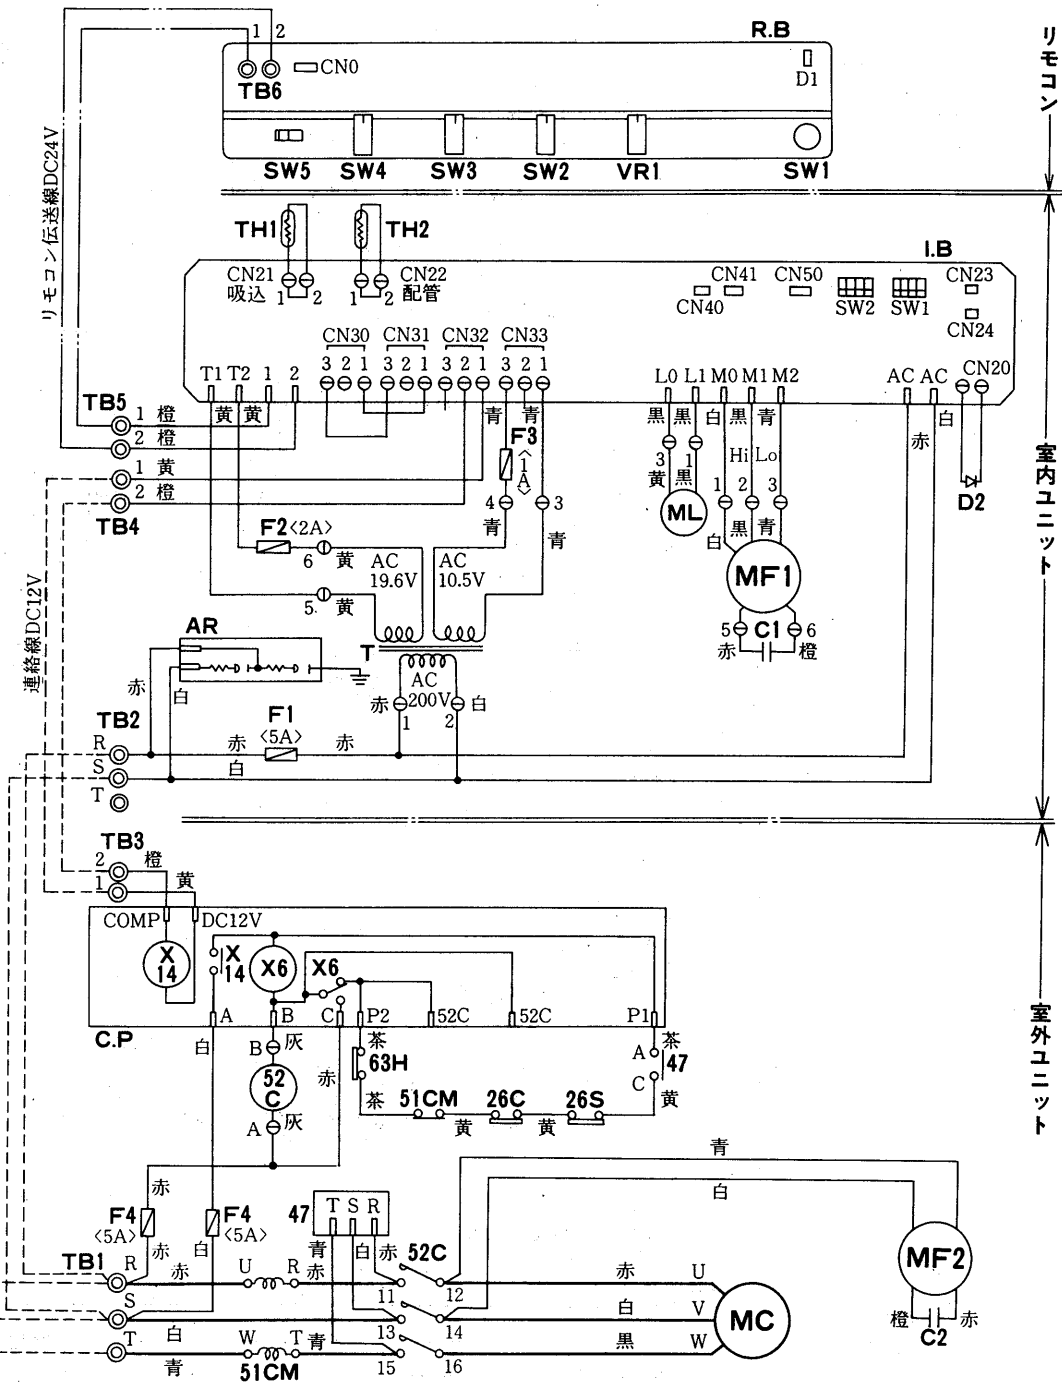 1 2
R.B
リモコン
CN0
D1
TB6
SW5 SW4 SW3 SW2 VR1 SW1
リモコン伝送線DC24V
TH1 TH2
I.B
CN21 CN22
吸込 1 2 1 2 配管
CN41 CN50 CN23
CN40 SW2 SW1
CN24
CN30 CN31 CN32 CN33
3 2 1 3 2 1 3 2 1 3 2 1
CN20
T1 T2 1 2
L0 L1 M0 M1 M2
AC AC
TB5
1 橙 黄 黄
2 橙
青 青
黒 黒 白 黒 青
赤 白
F3
〈1A〉
1 黄
2 橙
TB4
3 1 Hi Lo
黄 黒 1 2 3
4 3
青 青
ML
白 黒 青
D2
室内ユニット
F2〈2A〉
6 黄
AC
19.6V
AC
10.5V
5 黄
MF1
5 C1 6
赤 橙
連絡線DC12V
AR
T
AC
200V
赤 白
1 2
赤 白
TB2
F1
〈5A〉
R
赤 赤
白
S
T
TB3
2 橙
1 黄
COMP DC12V
X
14
X
14
X6
X6
A B C P2 52C 52C P1
C.P
白 B 灰 茶 茶
63H
A 47
C
52
C
赤
茶 51CM 26C 26S 黄
黄 黄
A 灰
室外ユニット
青
白
赤
F4
〈5A〉
F4
〈5A〉
47 T S R
赤 白
青 白 赤 52C
MF2
橙 C2 赤
TB1
R 赤 U R 赤
11 12
赤 U
S
白
13 14
白 V
MC
T
青
W T 青
51CM
15 16
黒 W